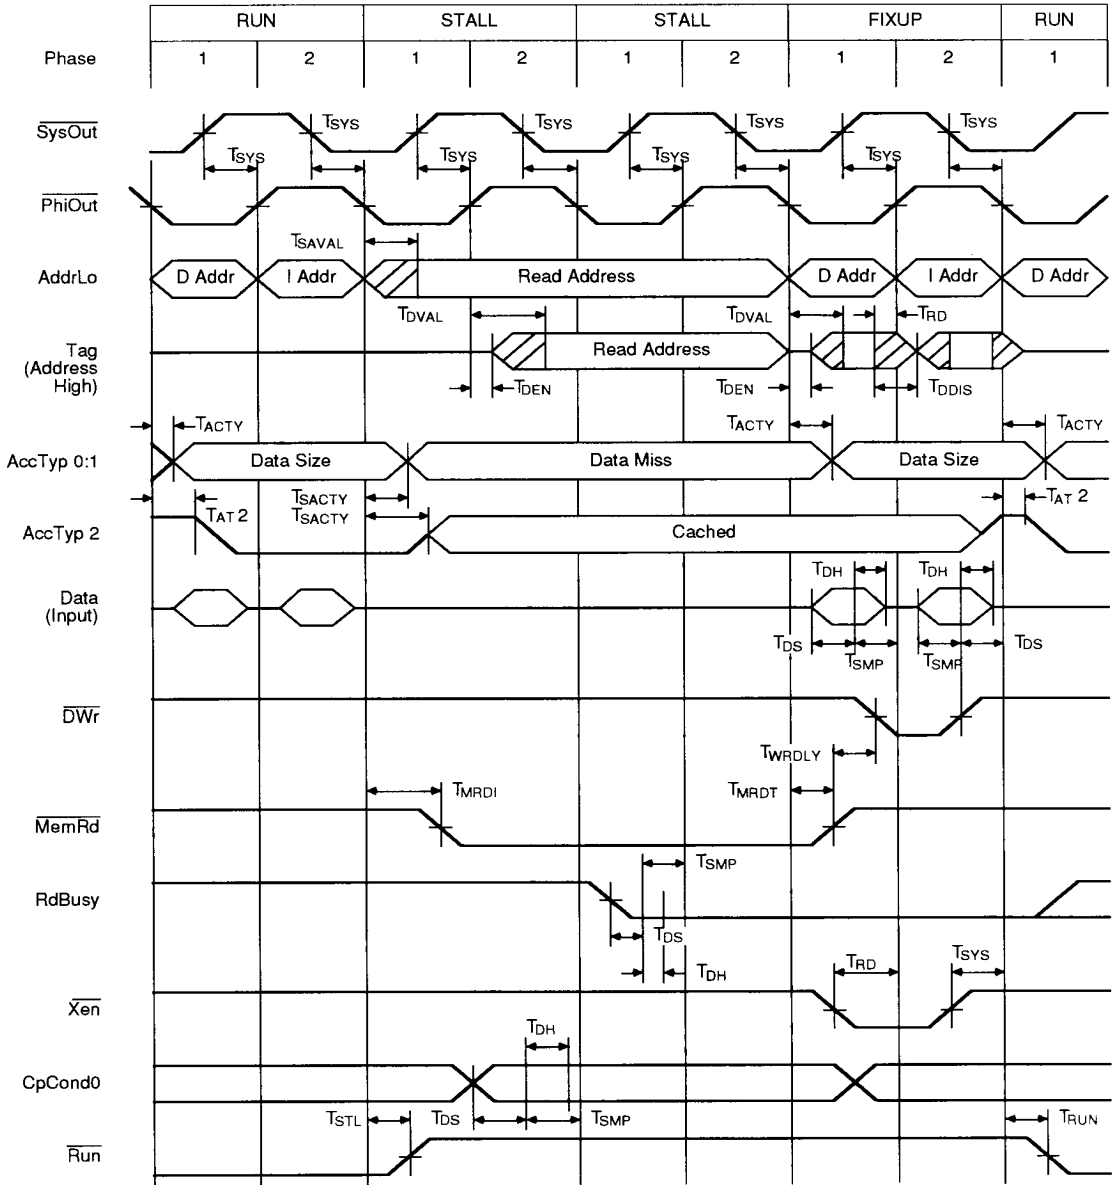 RUN STALL STALL FIXUP RUN
Phase 1 2 1 2 1 2 1 2 1
SysOut TSYS TSYS TSYS TSYS
TSYS TSYS TSYS TSYS
PhiOut
TSAVAL
AddrLo D Addr I Addr Read Address D Addr I Addr D Addr
TDVAL TDVAL TRD
Tag
(Address
High)
Read Address
TDEN TDEN TDDIS
TACTY TACTY TACTY
AccTyp 0:1 Data Size Data Miss Data Size
TSACTY
TAT 2 TSACTY TAT 2
AccTyp 2 Cached
TDH TDH
Data
(Input)
TDS TSMP TSMP TDS
DWr
TWRDLY
TMRDI TMRDT
MemRd
TSMP
RdBusy
TDS
TDH
TRD TSYS
Xen
TDH
CpCond0
TSTL TDS TSMP TRUN
Run